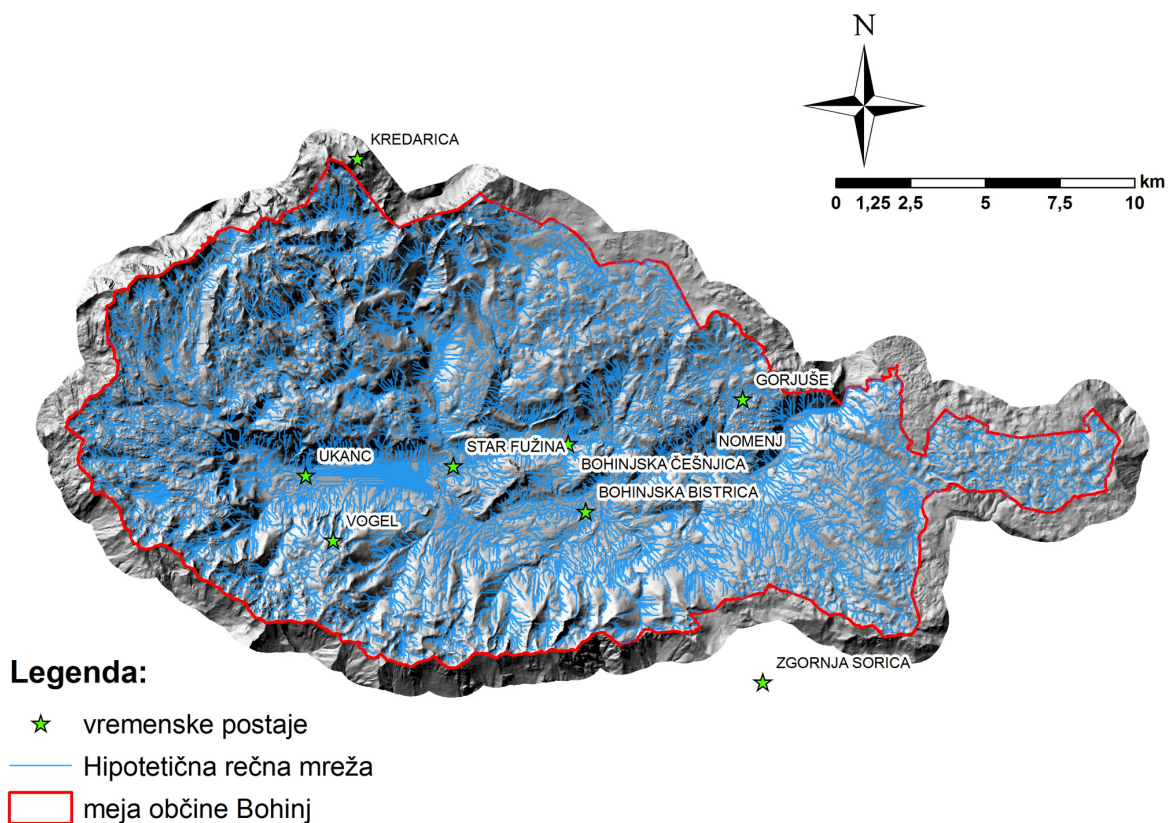 N
KREDARICA
km
0 1,25 2,5 5 7,5 10
GORJUŠE
NOMENJ
STAR FUŽINA
UKANC
BOHINJSKA ČEŠNJICA
BOHINJSKA BISTRICA
VOGEL
ZGORNJA SORICA
Legenda:
vremenske postaje
Hipotetična rečna mreža
meja občine Bohinj